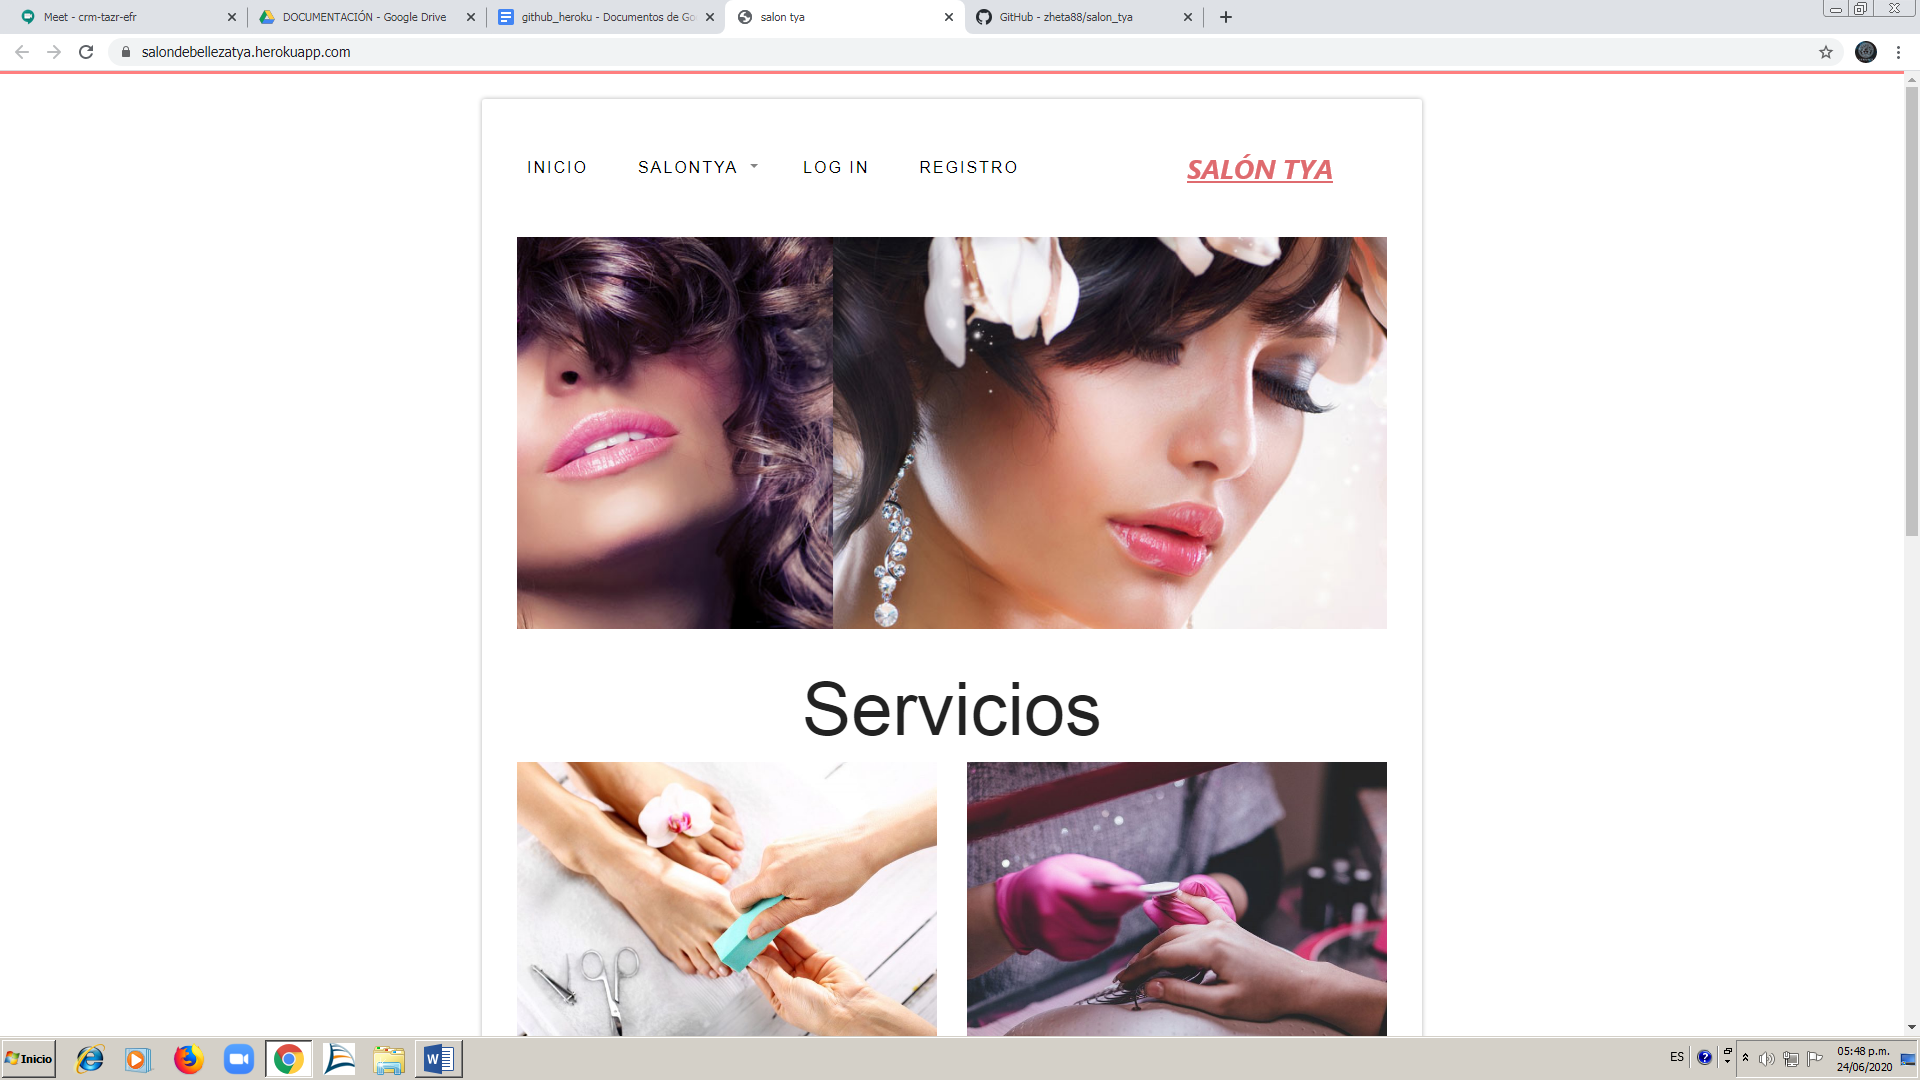 Meet - crm-tazr-efr
DOCUMENTACIÓN - Google Drive
github_heroku - Documentos de Go
salon tya
GitHub - zheta88/salon_tya
salondebellezatya.herokuapp.com
INICIO SALONTYA LOG IN REGISTRO SALÓN TYA
Servicios
Inicio
ES
05:48 p.m.
24/06/2020